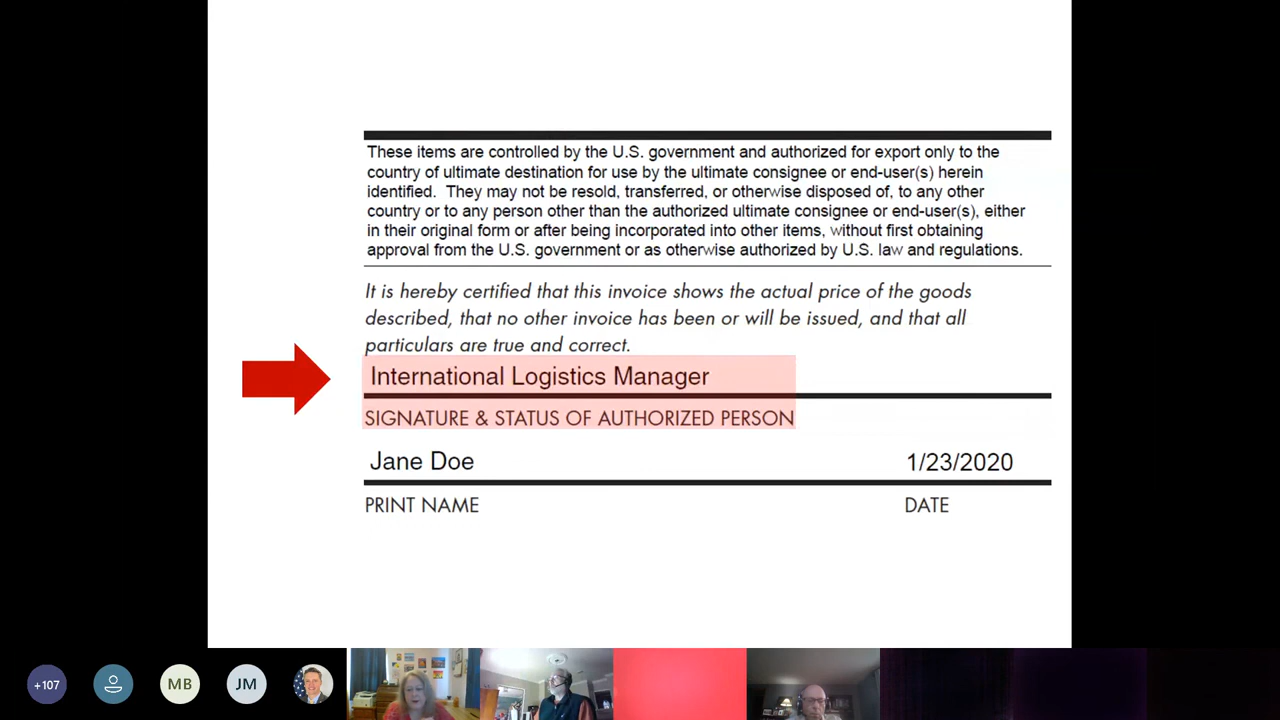 These items are controlled by the U.S. government and authorized for export only to the
country of ultimate destination for use by the ultimate consignee or end-user(s) herein
identified. They may not be resold, transferred, or otherwise disposed of, to any other
country or to any person other than the authorized ultimate consignee or end-user(s), either
in their original form or after being incorporated into other items, without first obtaining
approval from the U.S. government or as otherwise authorized by U.S. law and regulations.
It is hereby certified that this invoice shows the actual price of the goods
described, that no other invoice has been or will be issued, and that all
particulars are true and correct.
International Logistics Manager
SIGNATURE & STATUS OF AUTHORIZED PERSON
Jane Doe 1/23/2020
PRINT NAME DATE
+107 MB JM